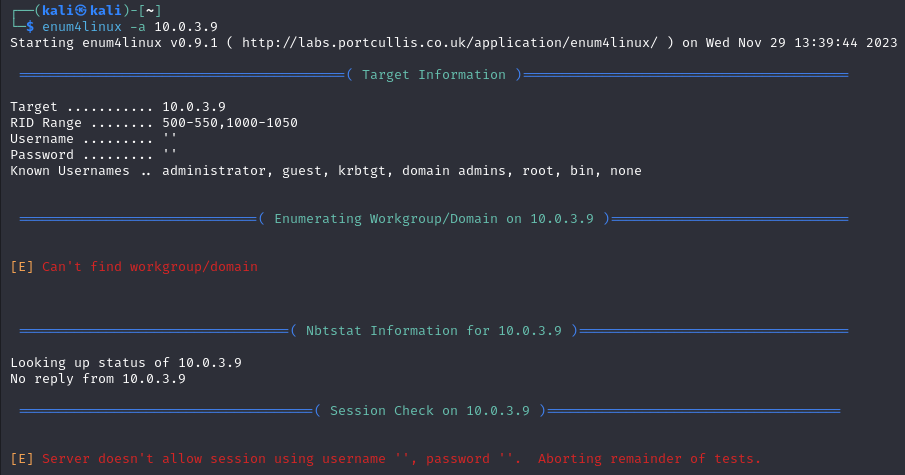 ┌──(kali㉿kali)-[~]
└─$ enum4linux -a 10.0.3.9
Starting enum4linux v0.9.1 ( http://labs.portcullis.co.uk/application/enum4linux/ ) on Wed Nov 29 13:39:44 2023
=========================================( Target Information )=========================================
Target ........... 10.0.3.9
RID Range ........ 500-550,1000-1050
Username ......... ''
Password ......... ''
Known Usernames .. administrator, guest, krbtgt, domain admins, root, bin, none
==============================( Enumerating Workgroup/Domain on 10.0.3.9 )==============================
[E] Can't find workgroup/domain
==================================( Nbtstat Information for 10.0.3.9 )==================================
Looking up status of 10.0.3.9
No reply from 10.0.3.9
=====================================( Session Check on 10.0.3.9 )=====================================
[E] Server doesn't allow session using username '', password ''.  Aborting remainder of tests.